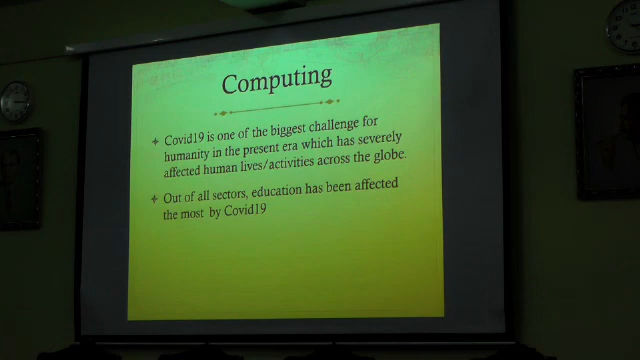 Computing
Covid19 is one of the biggest challenge for
humanity in the present era which has severely
affected human lives/activities across the globe.
Out of all sectors, education has been affected
the most by Covid19